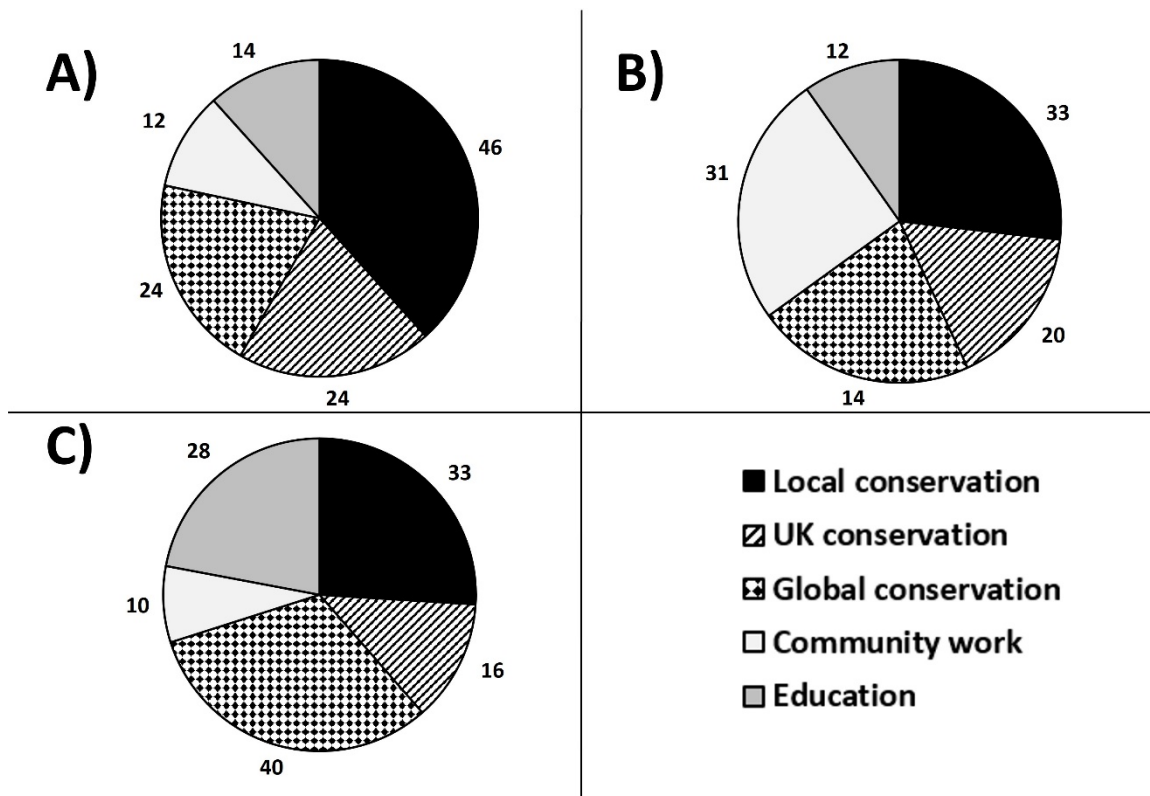 A)
14
12
46
24
24
B)
12
33
31
20
14
C)
28
33
10
16
40
Local conservation
UK conservation
Global conservation
Community work
Education